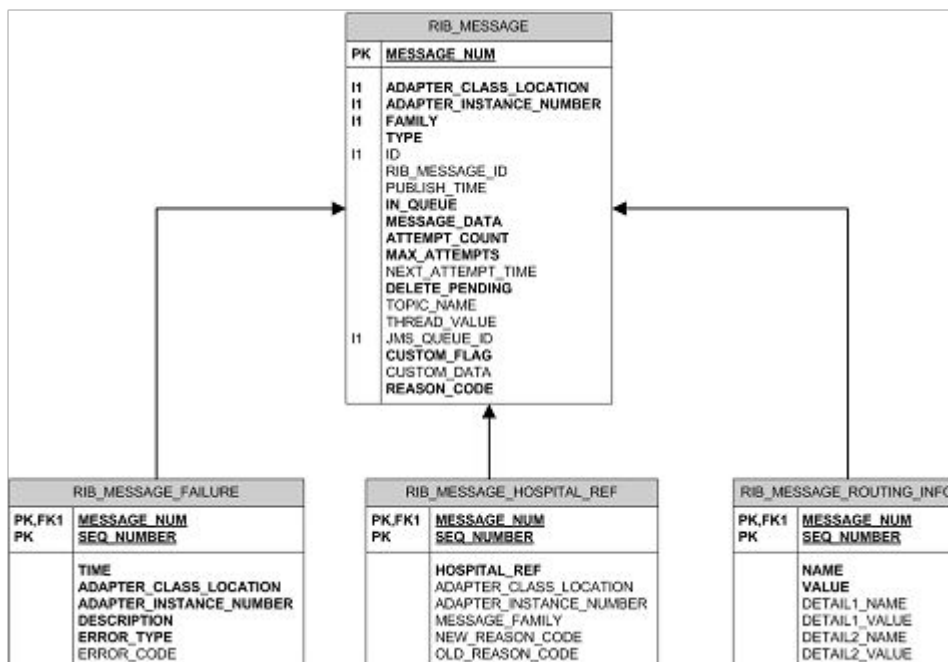 RIB_MESSAGE
PK MESSAGE_NUM
I1 ADAPTER_CLASS_LOCATION
I1 ADAPTER_INSTANCE_NUMBER
I1 FAMILY
TYPE
I1 ID
RIB_MESSAGE_ID
PUBLISH_TIME
IN_QUEUE
MESSAGE_DATA
ATTEMPT_COUNT
MAX_ATTEMPTS
NEXT_ATTEMPT_TIME
DELETE_PENDING
TOPIC_NAME
THREAD_VALUE
I1 JMS_QUEUE_ID
CUSTOM_FLAG
CUSTOM_DATA
REASON_CODE
RIB_MESSAGE_FAILURE
PK,FK1 MESSAGE_NUM
PK SEQ_NUMBER
TIME
ADAPTER_CLASS_LOCATION
ADAPTER_INSTANCE_NUMBER
DESCRIPTION
ERROR_TYPE
ERROR_CODE
RIB_MESSAGE_HOSPITAL_REF
PK,FK1 MESSAGE_NUM
PK SEQ_NUMBER
HOSPITAL_REF
ADAPTER_CLASS_LOCATION
ADAPTER_INSTANCE_NUMBER
MESSAGE_FAMILY
NEW_REASON_CODE
OLD_REASON_CODE
RIB_MESSAGE_ROUTING_INFO
PK,FK1 MESSAGE_NUM
PK SEQ_NUMBER
NAME
VALUE
DETAIL1_NAME
DETAIL1_VALUE
DETAIL2_NAME
DETAIL2_VALUE